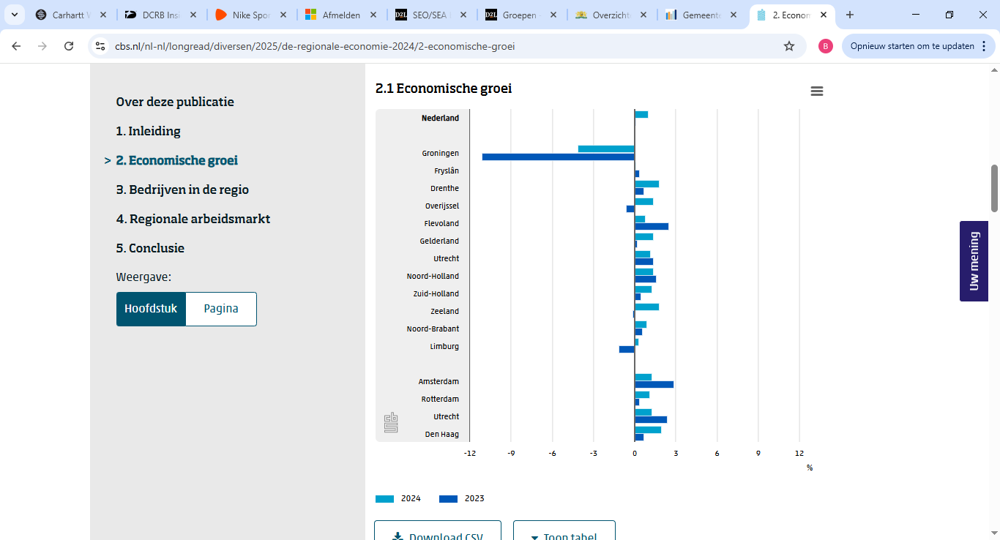 Carhartt W
DCRB Insi
Nike Spor
Afmelden
SEO/SEA
Groepen
Overzicht
Gemeente
2. Econom
cbs.nl/nl-nl/longread/diversen/2025/de-regionale-economie-2024/2-economische-groei
B
Opnieuw starten om te updaten
Over deze publicatie
1. Inleiding
> 2. Economische groei
3. Bedrijven in de regio
4. Regionale arbeidsmarkt
5. Conclusie
Weergave:
Hoofdstuk
Pagina
2.1 Economische groei
Nederland
Groningen
Fryslân
Drenthe
Overijssel
Flevoland
Gelderland
Utrecht
Noord-Holland
Zuid-Holland
Zeeland
Noord-Brabant
Limburg
Amsterdam
Rotterdam
Utrecht
Den Haag
-12 -9 -6 -3 0 3 6 9 12
%
2024 2023
Download CSV
Toon tabel
Uw mening